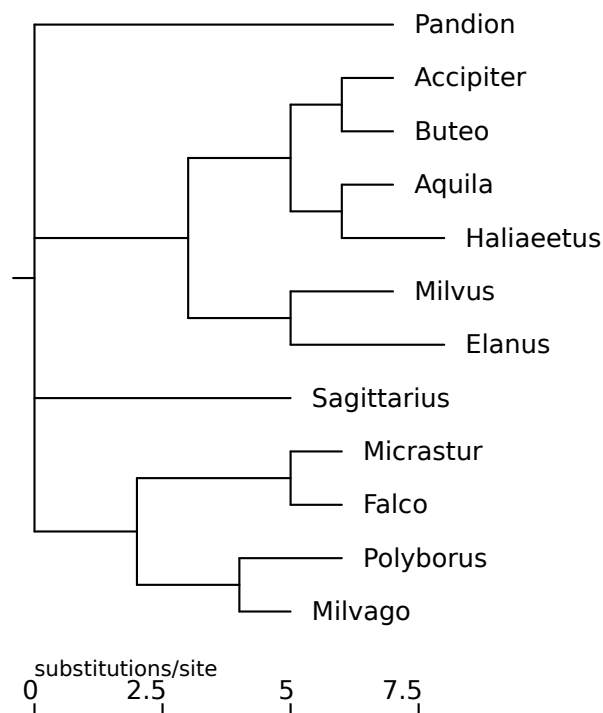 Pandion
Accipiter
Buteo
Aquila
Haliaeetus
Milvus
Elanus
Sagittarius
Micrastur
Falco
Polyborus
Milvago
substitutions/site
0 2.5 5 7.5